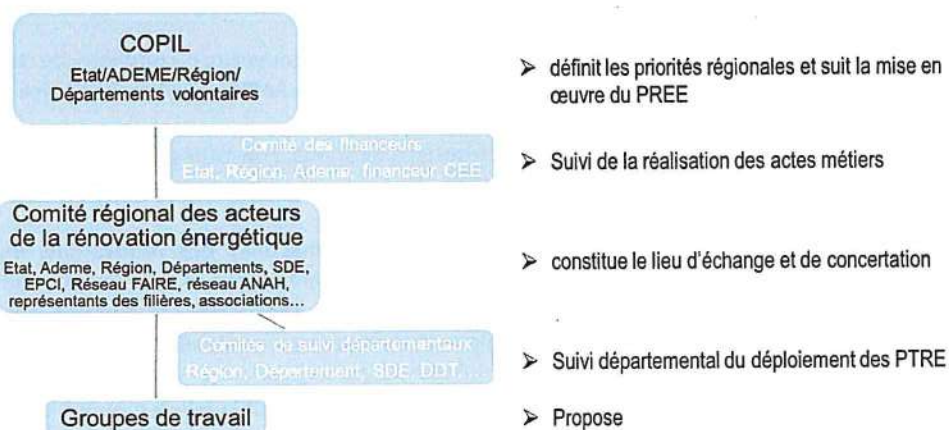 COPIL
Etat/ADEME/Région/
Départements volontaires
➢ définit les priorités régionales et suit la mise en
œuvre du PREE
Comité des financeurs
Etat, Région, Ademe, financeur CEE
➢ Suivi de la réalisation des actes métiers
Comité régional des acteurs
de la rénovation énergétique
Etat, Ademe, Région, Départements, SDE,
EPCI, Réseau FAIRE, réseau ANAH,
représentants des filières, associations…
➢ constitue le lieu d'échange et de concertation
Comités de suivi départementaux
Région, Département, SDE, DDT, …
➢ Suivi départemental du déploiement des PTRE
Groupes de travail
➢ Propose